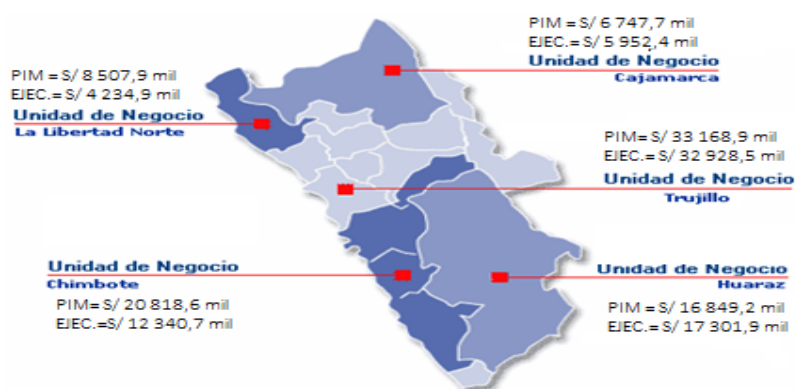 PIM = S/ 6 747,7 mil
EJEC.= S/ 5 952,4 mil
Unidad de Negocio
Cajamarca
PIM = S/ 8 507,9 mil
EJEC.= S/ 4 234,9 mil
Unidad de Negocio
La Libertad Norte
PIM= S/ 33 168,9 mil
EJEC.= S/ 32 928,5 mil
Unidad de Negocio
Trujillo
Unidad de Negocio
Chimbote
PIM= S/ 20 818,6 mil
EJEC.=S/ 12 340,7 mil
Unidad de Negocio
Huaraz
PIM = S/ 16 849,2 mil
EJEC.= S/ 17 301,9 mil